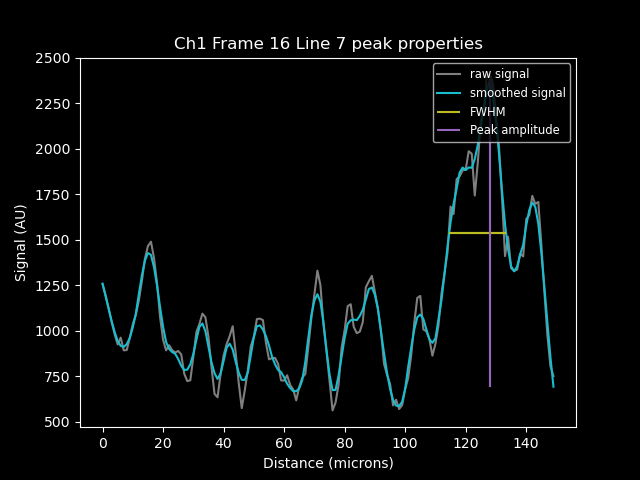 Ch1 Frame 16 Line 7 peak properties
raw signal
smoothed signal
FWHM
Peak amplitude
Signal (AU)
2500
2250
2000
1750
1500
1250
1000
750
500
0 20 40 60 80 100 120 140
Distance (microns)